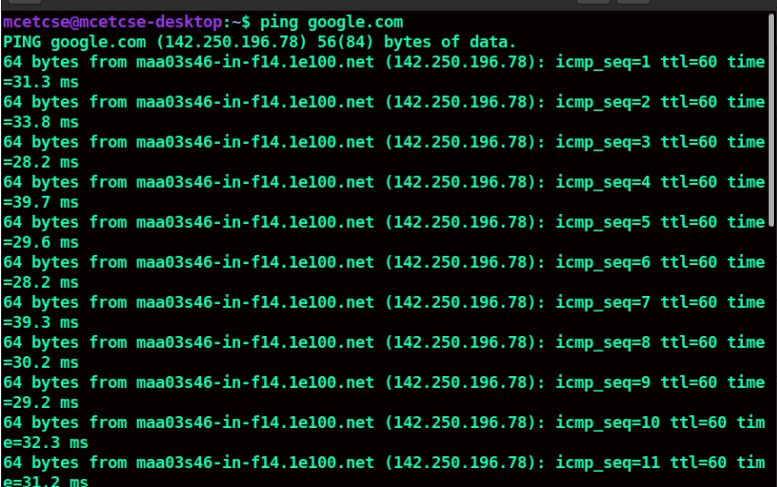 mcetcse@mcetcse-desktop:~$ ping google.com
PING google.com (142.250.196.78) 56(84) bytes of data.
64 bytes from maa03s46-in-f14.1e100.net (142.250.196.78): icmp_seq=1 ttl=60 time
=31.3 ms
64 bytes from maa03s46-in-f14.1e100.net (142.250.196.78): icmp_seq=2 ttl=60 time
=33.8 ms
64 bytes from maa03s46-in-f14.1e100.net (142.250.196.78): icmp_seq=3 ttl=60 time
=28.2 ms
64 bytes from maa03s46-in-f14.1e100.net (142.250.196.78): icmp_seq=4 ttl=60 time
=39.7 ms
64 bytes from maa03s46-in-f14.1e100.net (142.250.196.78): icmp_seq=5 ttl=60 time
=29.6 ms
64 bytes from maa03s46-in-f14.1e100.net (142.250.196.78): icmp_seq=6 ttl=60 time
=28.2 ms
64 bytes from maa03s46-in-f14.1e100.net (142.250.196.78): icmp_seq=7 ttl=60 time
=39.3 ms
64 bytes from maa03s46-in-f14.1e100.net (142.250.196.78): icmp_seq=8 ttl=60 time
=30.2 ms
64 bytes from maa03s46-in-f14.1e100.net (142.250.196.78): icmp_seq=9 ttl=60 time
=29.2 ms
64 bytes from maa03s46-in-f14.1e100.net (142.250.196.78): icmp_seq=10 ttl=60 tim
e=32.3 ms
64 bytes from maa03s46-in-f14.1e100.net (142.250.196.78): icmp_seq=11 ttl=60 tim
e=31.2 ms